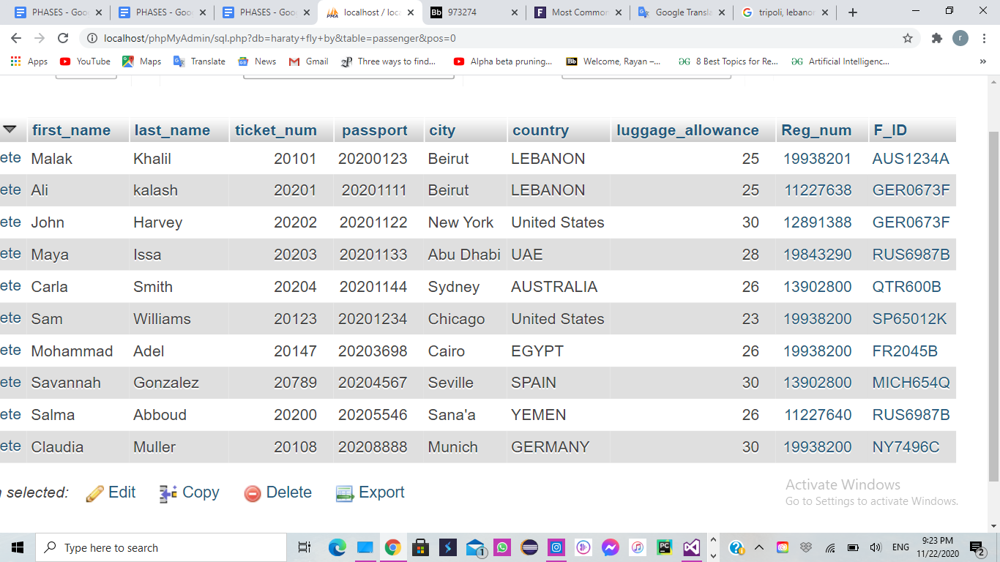 PHASES - Goo
PHASES - Goo
PHASES - Goo
localhost / loca
973274
Most Common
Google Transla
tripoli, lebanon
localhost/phpMyAdmin/sql.php?db=haraty+fly+by&table=passenger&pos=0
r
Apps YouTube Maps Translate News Gmail Three ways to find... Alpha beta pruning... Welcome, Rayan –... 8 Best Topics for Re... Artificial Intelligenc...
first_name last_name ticket_num passport city country luggage_allowance Reg_num F_ID
ete Malak Khalil 20101 20200123 Beirut LEBANON 25 19938201 AUS1234A
ete Ali kalash 20201 20201111 Beirut LEBANON 25 11227638 GER0673F
ete John Harvey 20202 20201122 New York United States 30 12891388 GER0673F
ete Maya Issa 20203 20201133 Abu Dhabi UAE 28 19843290 RUS6987B
ete Carla Smith 20204 20201144 Sydney AUSTRALIA 26 13902800 QTR600B
ete Sam Williams 20123 20201234 Chicago United States 23 19938200 SP65012K
ete Mohammad Adel 20147 20203698 Cairo EGYPT 26 19938200 FR2045B
ete Savannah Gonzalez 20789 20204567 Seville SPAIN 30 13902800 MICH654Q
ete Salma Abboud 20200 20205546 Sana'a YEMEN 26 11227640 RUS6987B
ete Claudia Muller 20108 20208888 Munich GERMANY 30 19938200 NY7496C
selected: Edit Copy Delete Export
Activate Windows
Go to Settings to activate Windows.
Type here to search
ENG
9:23 PM
11/22/2020
2